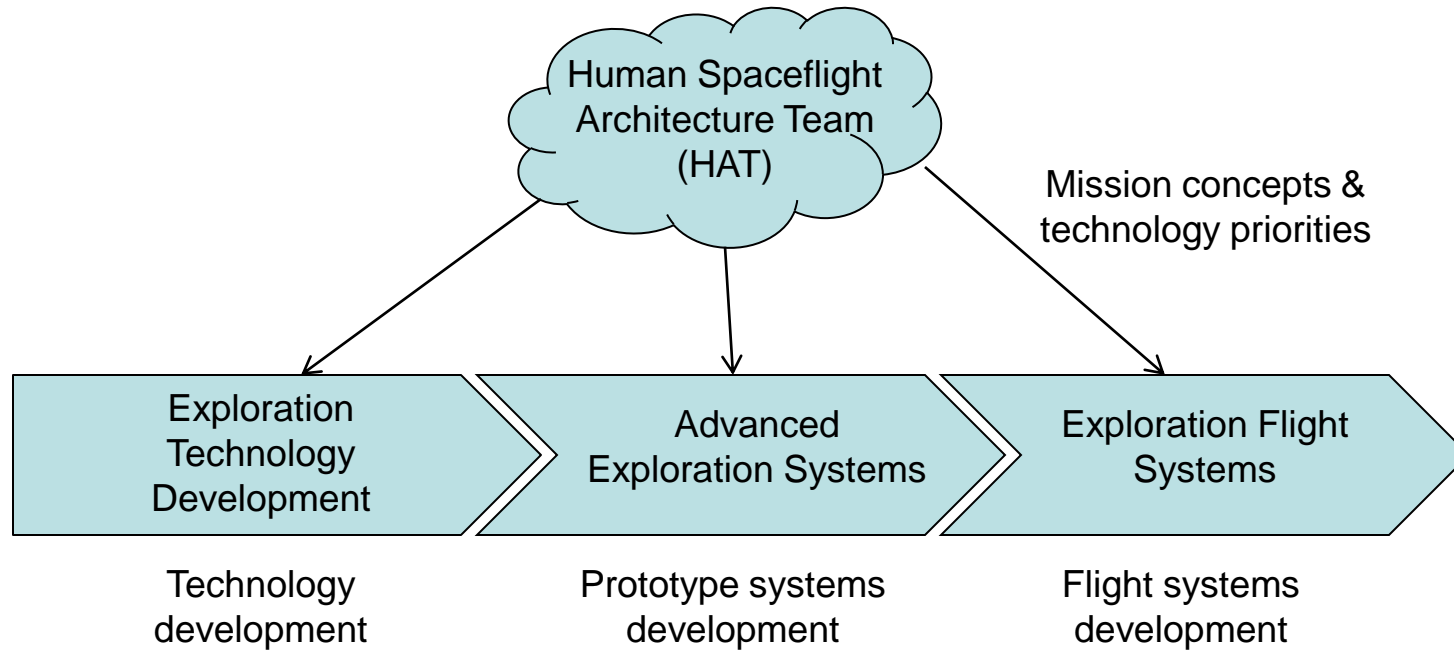 Human Spaceflight
Architecture Team
(HAT)
Mission concepts &
technology priorities
Exploration
Technology
Development
Advanced
Exploration Systems
Exploration Flight
Systems
Technology
development
Prototype systems
development
Flight systems
development